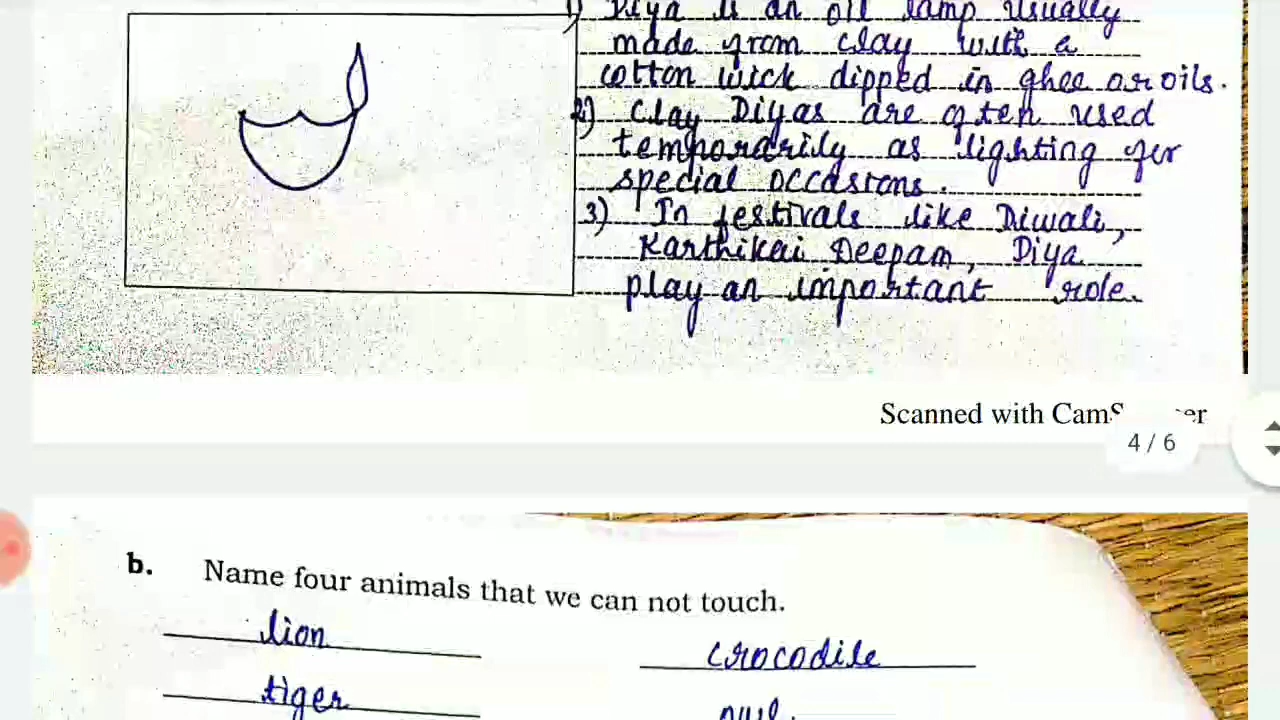 1) Diya is an oil lamp usually
made from clay with a
cotton wick dipped in ghee or oils.
2) Clay Diyas are often used
temporarily as lighting for
special occasions.
3) In festivals like Diwali,
Karthikai Deepam, Diya
play an important role.
Scanned with
4 / 6
b. Name four animals that we can not touch.
lion
crocodile
tiger